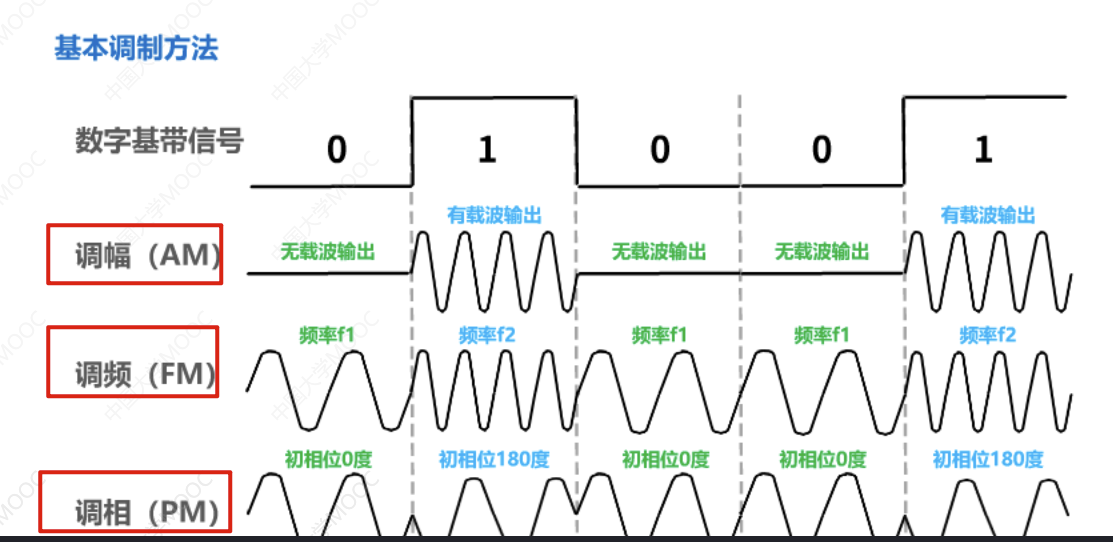 基本调制方法
数字基带信号
0 1 0 0 1
有载波输出 有载波输出
调幅（AM） 无载波输出 无载波输出 无载波输出
频率f1 频率f2 频率f1 频率f1 频率f2
调频（FM）
初相位0度 初相位180度 初相位0度 初相位0度 初相位180度
调相（PM）
中国大学MOOC